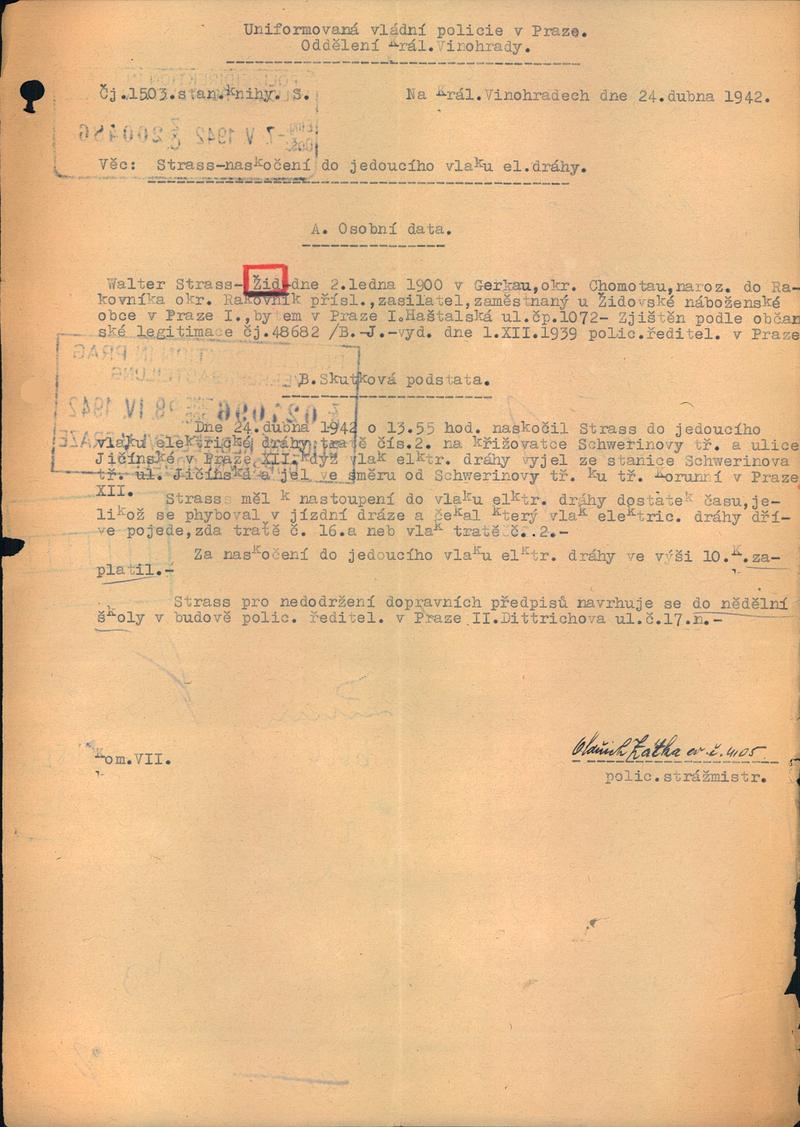 Uniformovaná vládní policie v Praze.
Oddělení Král.Vinohrady.
Čj.1503.stan.knihy. S.
Na Král.Vinohradech dne 24.dubna 1942.
Věc: Strass-naskočení do jedoucího vlaku el.dráhy.
A. Osobní data.
Walter Strass- Žid-dne 2.ledna 1900 v Gerkau,okr. Chomotau,naroz. do Ra-
kovníka okr. Rakovník přísl.,zasilatel,zaměstnaný u Židovské náboženské
obce v Praze I.,bytem v Praze I.Haštalská ul.čp.1072- Zjištěn podle občan
ské legitimace čj.48682 /B.-J.-vyd. dne 1.XII.1939 polic.ředitel. v Praze
B.Skutková podstata.
Dne 24.dubna 1942 o 13.55 hod. naskočil Strass do jedoucího
vlaku elektrické dráhy tratě čís.2. na křižovatce Schwerinovy tř. a ulice
Jičínské v Praze XII.když vlak elktr. dráhy vyjel ze stanice Schwerinova
tř. ul. Jičínská a jel ve směru od Schwerinovy tř. ku tř. Korunní v Praze
XII.
Strass měl k nastoupení do vlaku elktr. dráhy dostatek času,je-
likož se phyboval v jízdní dráze a čekal který vlak elektric. dráhy dří-
ve pojede,zda tratě č. 16.a neb vlak tratě č..2.-
Za naskočení do jedoucího vlaku elktr. dráhy ve výši 10.K.za-
platil.-
Strass pro nedodržení dopravních předpisů navrhuje se do nědělní
školy v budově polic. ředitel. v Praze II.Dittrichova ul.č.17.n.-
Kom.VII.
Oldřich Zátka ev. č. 4105
polic.strážmistr.